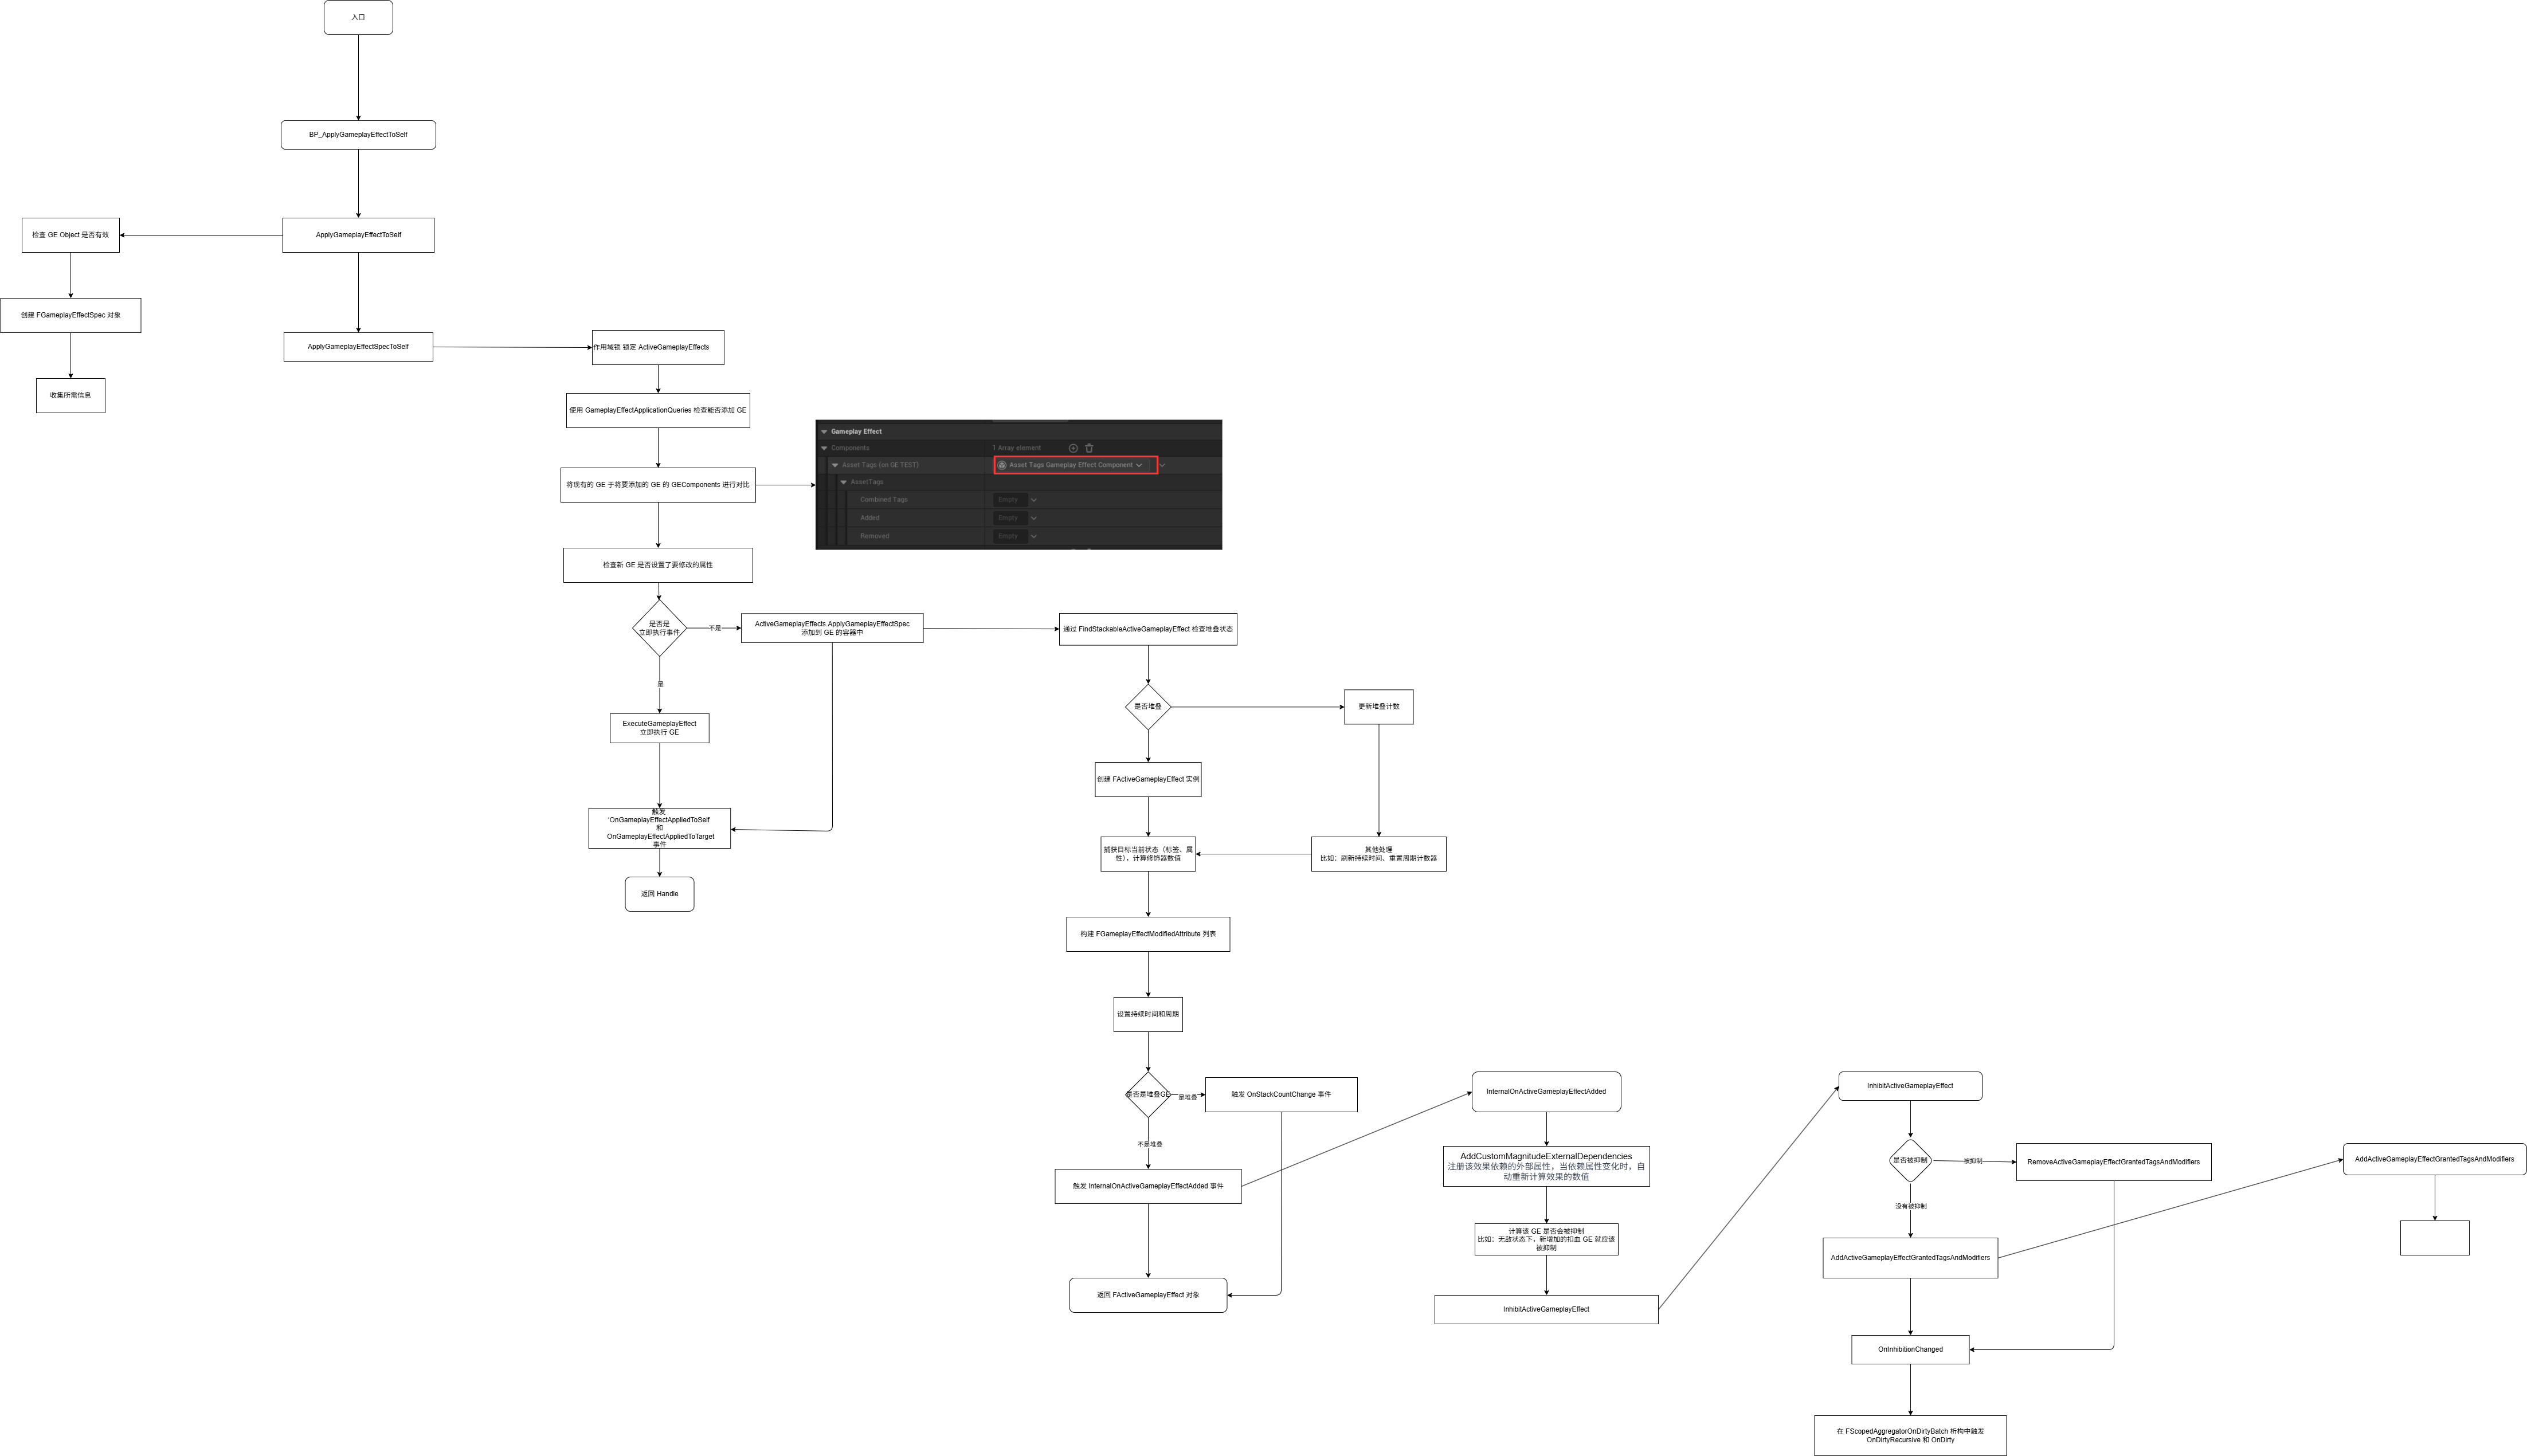 入口
BP_ApplyGameplayEffectToSelf
ApplyGameplayEffectToSelf
检查 GE Object 是否有效
创建 FGameplayEffectSpec 对象
收集所需信息
ApplyGameplayEffectSpecToSelf
作用域锁 锁定 ActiveGameplayEffects
使用 GameplayEffectApplicationQueries 检查能否添加 GE
将现有的 GE 于将要添加的 GE 的 GEComponents 进行对比
Gameplay Effect
Components
1 Array element
Asset Tags (on GE TEST)
Asset Tags Gameplay Effect Component
AssetTags
Combined Tags
Empty
Added
Empty
Removed
Empty
检查新 GE 是否设置了要修改的属性
是否是
立即执行事件
不是
ActiveGameplayEffects.ApplyGameplayEffectSpec
添加到 GE 的容器中
是
ExecuteGameplayEffect
立即执行 GE
触发
'OnGameplayEffectAppliedToSelf
和
OnGameplayEffectAppliedToTarget
事件
返回 Handle
通过 FindStackableActiveGameplayEffect 检查堆叠状态
是否堆叠
更新堆叠计数
创建 FActiveGameplayEffect 实例
其他处理
比如：刷新持续时间、重置周期计数器
捕获目标当前状态（标签、属
性），计算修饰器数值
构建 FGameplayEffectModifiedAttribute 列表
设置持续时间和周期
是否是堆叠GE
是堆叠
触发 OnStackCountChange 事件
不是堆叠
触发 InternalOnActiveGameplayEffectAdded 事件
返回 FActiveGameplayEffect 对象
InternalOnActiveGameplayEffectAdded
AddCustomMagnitudeExternalDependencies
注册该效果依赖的外部属性，当依赖属性变化时，自
动重新计算效果的数值
计算该 GE 是否会被抑制
比如：无敌状态下，新增加的扣血 GE 就应该
被抑制
InhibitActiveGameplayEffect
InhibitActiveGameplayEffect
是否被抑制
被抑制
RemoveActiveGameplayEffectGrantedTagsAndModifiers
没有被抑制
AddActiveGameplayEffectGrantedTagsAndModifiers
OnInhibitionChanged
在 FScopedAggregatorOnDirtyBatch 析构中触发
OnDirtyRecursive 和 OnDirty
AddActiveGameplayEffectGrantedTagsAndModifiers